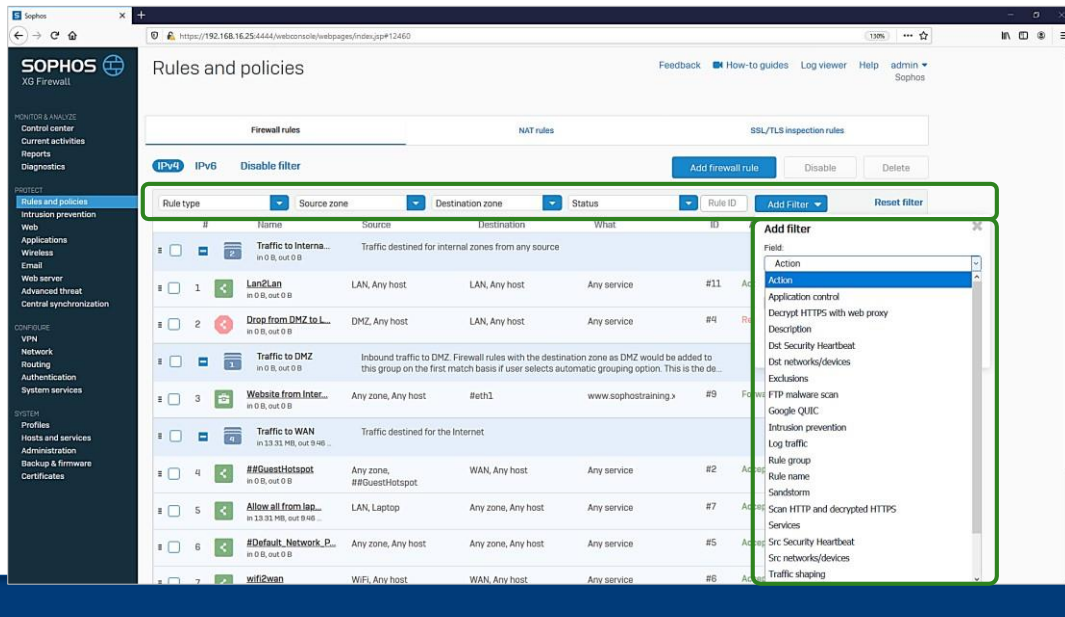 Sophos
https://192.168.16.25:4444/webconsole/webpages/index.jsp#12460
130%
SOPHOS
XG Firewall
Rules and policies
Feedback How-to guides Log viewer Help admin
Sophos
MONITOR & ANALYZE
Control center
Current activities
Reports
Diagnostics
PROTECT
Rules and policies
Intrusion prevention
Web
Applications
Wireless
Email
Web server
Advanced threat
Central synchronization
CONFIGURE
VPN
Network
Routing
Authentication
System services
SYSTEM
Profiles
Hosts and services
Administration
Backup & firmware
Certificates
Firewall rules NAT rules SSL/TLS inspection rules
IPv4 IPv6 Disable filter Add firewall rule Disable Delete
Rule type Source zone Destination zone Status Rule ID Add Filter Reset filter
# Name Source Destination What ID
2 Traffic to Interna... Traffic destined for internal zones from any source
in 0 B, out 0 B
1 Lan2Lan LAN, Any host LAN, Any host Any service #11
in 0 B, out 0 B
2 Drop from DMZ to L... DMZ, Any host LAN, Any host Any service #4
in 0 B, out 0 B
1 Traffic to DMZ Inbound traffic to DMZ. Firewall rules with the destination zone as DMZ would be added to
in 0 B, out 0 B this group on the first match basis if user selects automatic grouping option. This is the de...
3 Website from Inter... Any zone, Any host #eth1 www.sophostraining.x #9
in 0 B, out 0 B
4 Traffic to WAN Traffic destined for the Internet
in 13.31 MB, out 9.46 ...
4 ##GuestHotspot Any zone, WAN, Any host Any service #2
in 0 B, out 0 B ##GuestHotspot
5 Allow all from lap... LAN, Laptop Any zone, Any host Any service #7
in 13.31 MB, out 9.46 ...
6 #Default_Network_P... Any zone, Any host Any zone, Any host Any service #5
in 0 B, out 0 B
7 wifi2wan WiFi, Any host WAN, Any host Any service #6
Add filter
Field:
Action
Action
Application control
Decrypt HTTPS with web proxy
Description
Dst Security Heartbeat
Dst networks/devices
Exclusions
FTP malware scan
Google QUIC
Intrusion prevention
Log traffic
Rule group
Rule name
Sandstorm
Scan HTTP and decrypted HTTPS
Services
Src Security Heartbeat
Src networks/devices
Traffic shaping